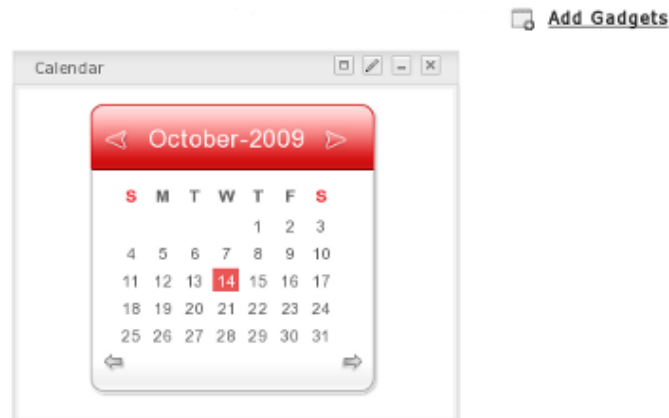 Add Gadgets
Calendar
October-2009
S M T W T F S
1 2 3
4 5 6 7 8 9 10
11 12 13 14 15 16 17
18 19 20 21 22 23 24
25 26 27 28 29 30 31